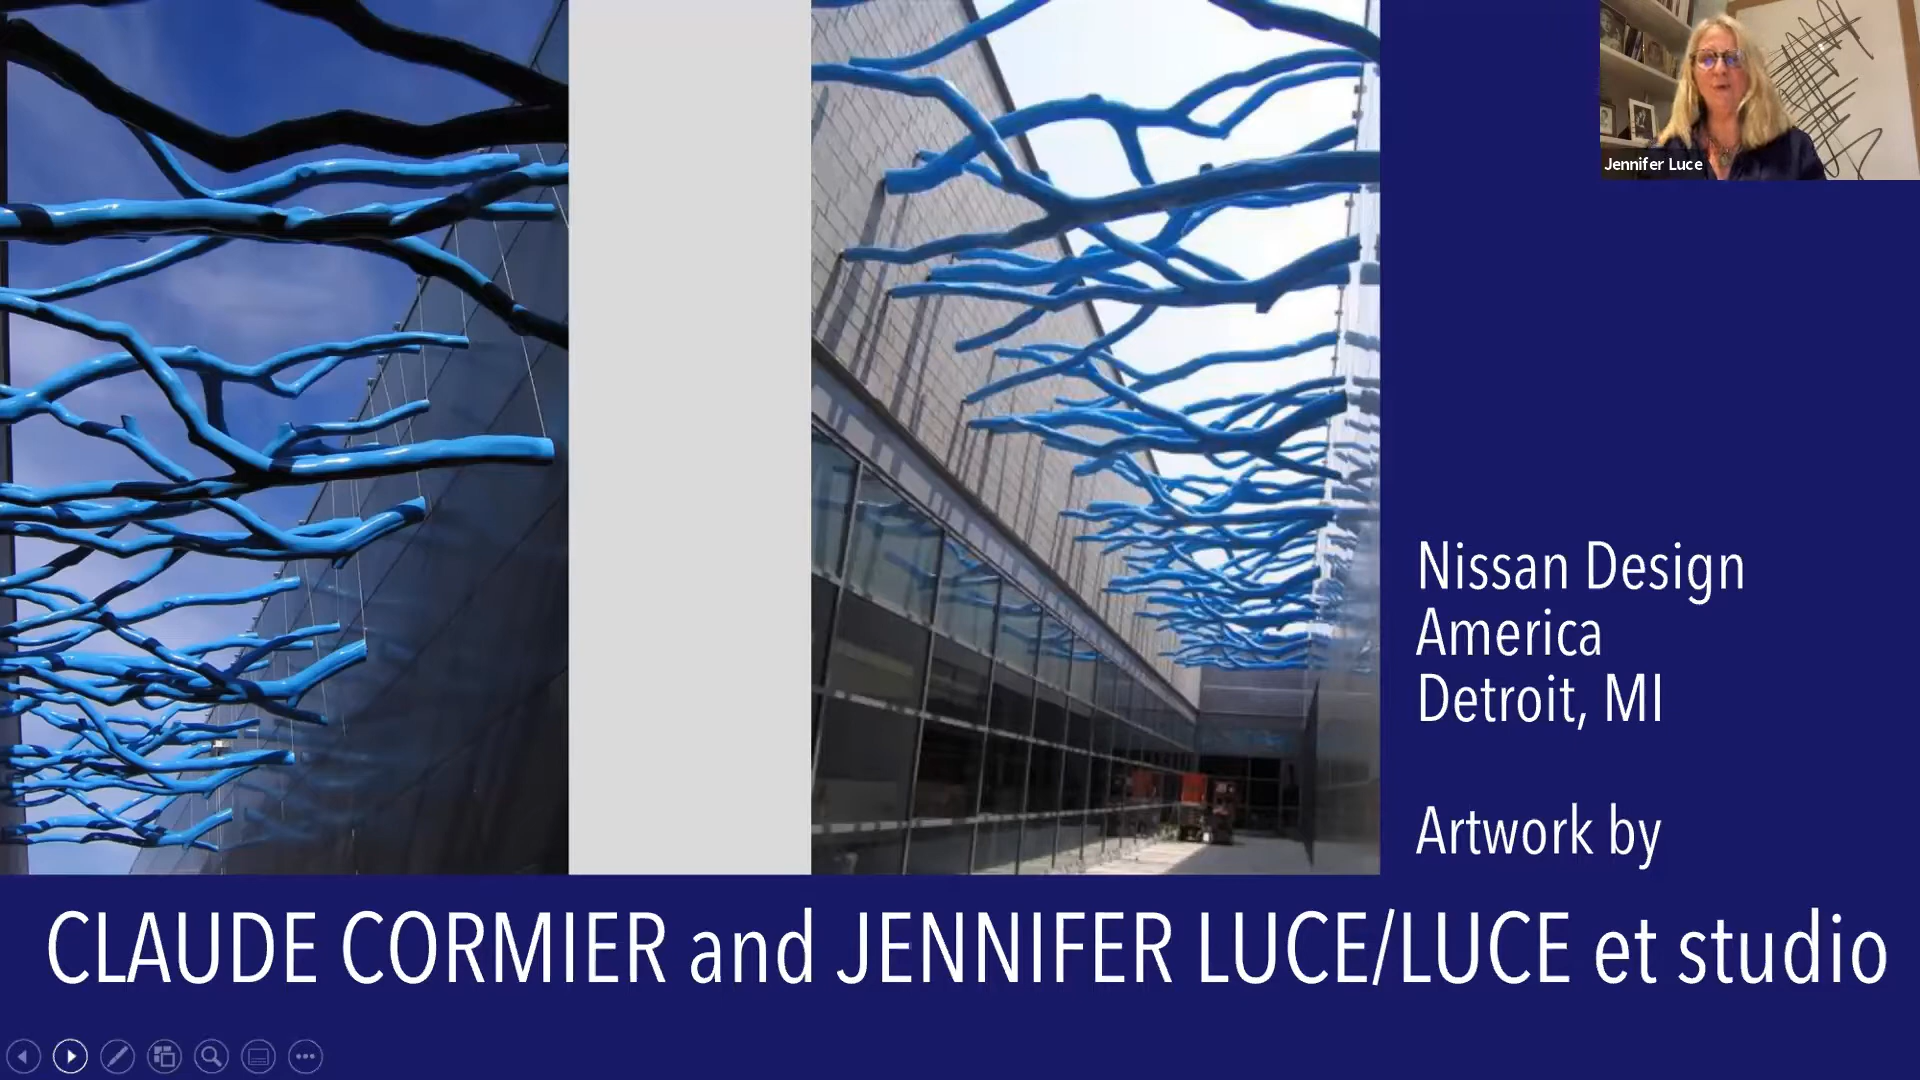 Jennifer Luce
Nissan Design
America
Detroit, MI
Artwork by
CLAUDE CORMIER and JENNIFER LUCE/LUCE et studio